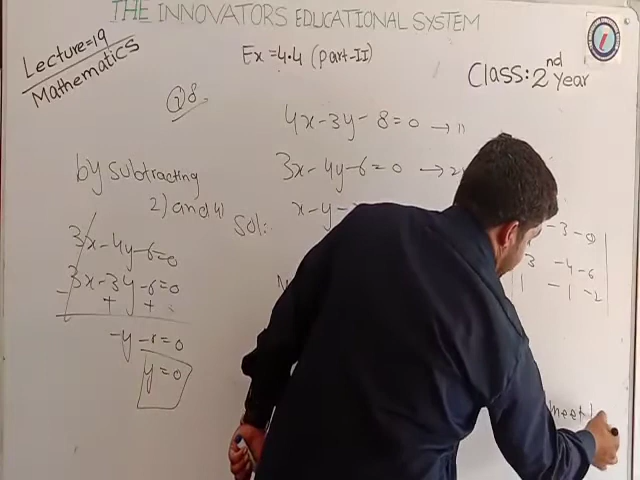 THE INNOVATORS EDUCATIONAL SYSTEM
Lecture=19
Mathematics
Ex=4.4 (Part-II)
Class: 2nd year
Q8
4x-3y-8=0 → 1)
3x-4y-6=0 → 2)
x-y-
Sol:
by subtracting
2) and 4)
3x-4y-6=0
3x-3y-6=0
- + +
-y-0=0
y=0
-3 -8
3 -4 -6
1 -1 -2
meet